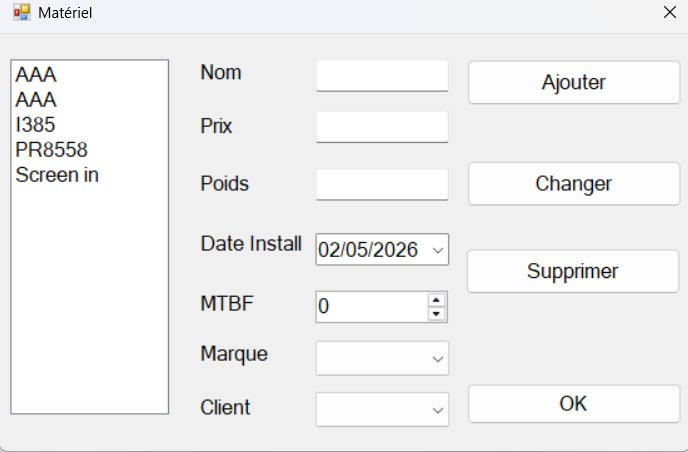 Matériel
AAA
AAA
I385
PR8558
Screen in
Nom
Ajouter
Prix
Poids
Changer
Date Install
02/05/2026
Supprimer
MTBF
0
Marque
Client
OK